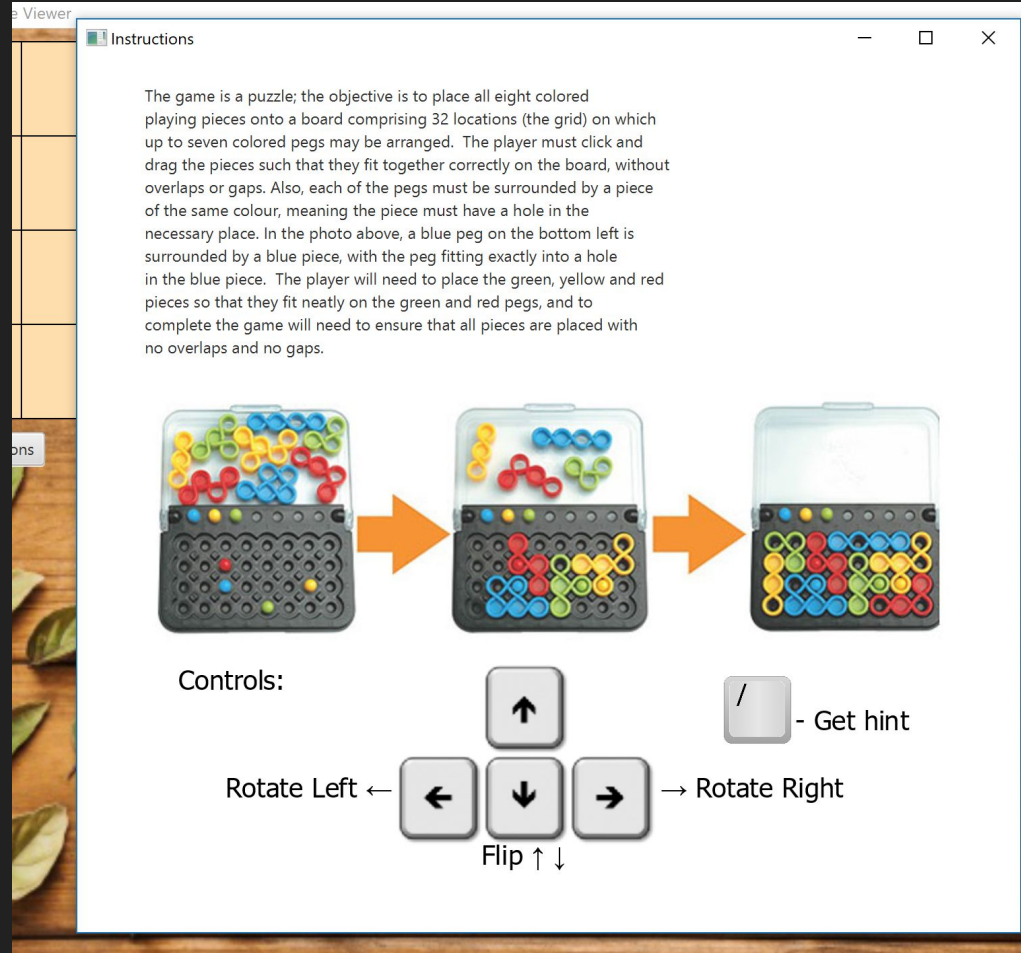 e Viewer
Instructions
The game is a puzzle; the objective is to place all eight colored
playing pieces onto a board comprising 32 locations (the grid) on which
up to seven colored pegs may be arranged.  The player must click and
drag the pieces such that they fit together correctly on the board, without
overlaps or gaps. Also, each of the pegs must be surrounded by a piece
of the same colour, meaning the piece must have a hole in the
necessary place. In the photo above, a blue peg on the bottom left is
surrounded by a blue piece, with the peg fitting exactly into a hole
in the blue piece.  The player will need to place the green, yellow and red
pieces so that they fit neatly on the green and red pegs, and to
complete the game will need to ensure that all pieces are placed with
no overlaps and no gaps.
ons
Controls:
/
- Get hint
Rotate Left ←
→ Rotate Right
Flip ↑ ↓